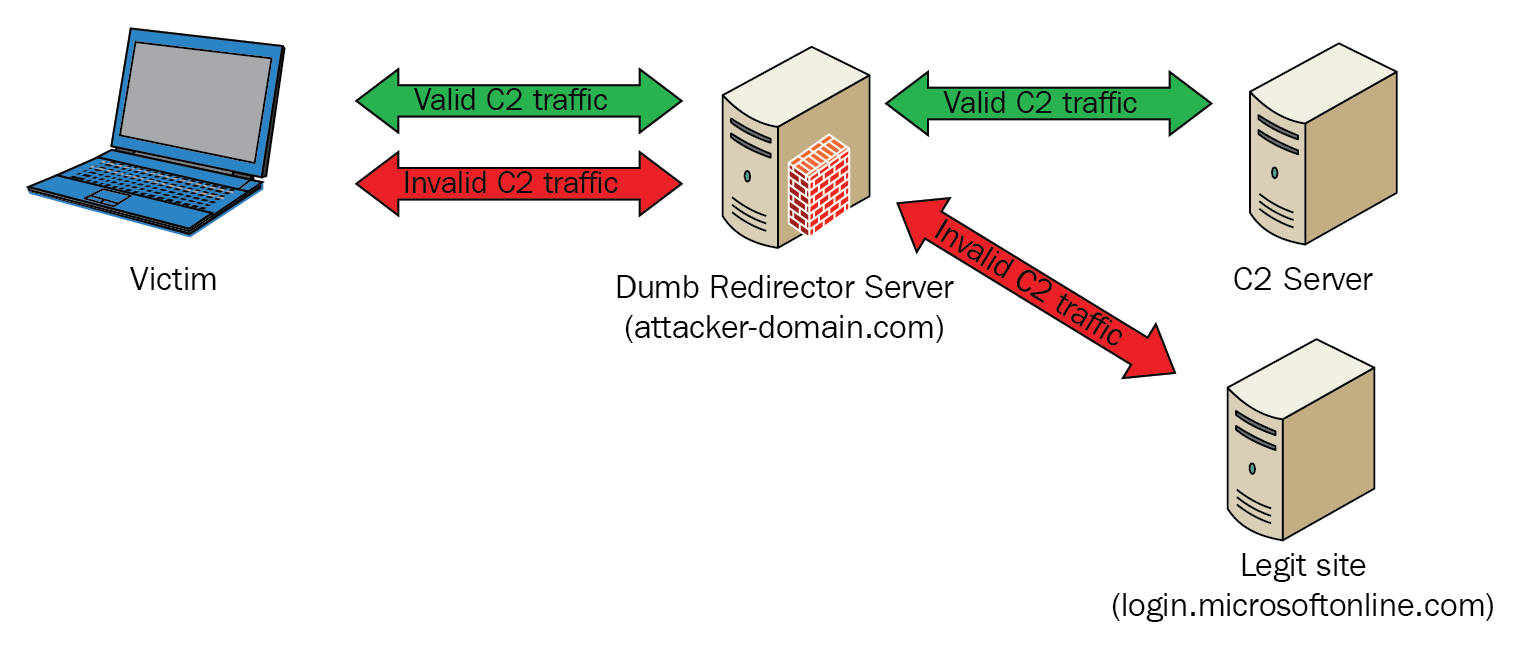 Valid C2 traffic
Valid C2 traffic
Invalid C2 traffic
Invalid C2 traffic
Victim
Dumb Redirector Server
(attacker-domain.com)
C2 Server
Legit site
(login.microsoftonline.com)